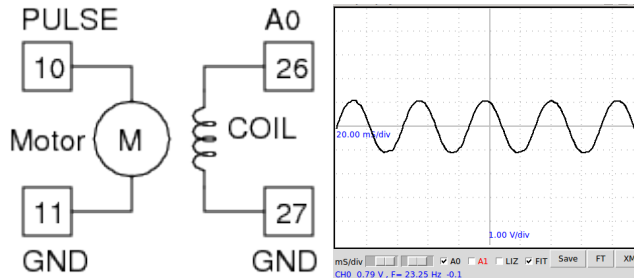 PULSE
A0
10
26
Motor
M
COIL
11
27
GND
GND
20.00 mS/div
1.00 V/div
mS/div
A0
A1
LIZ
FIT
Save
FT
XM
CH0 0.79 V , F= 23.25 Hz -0.1